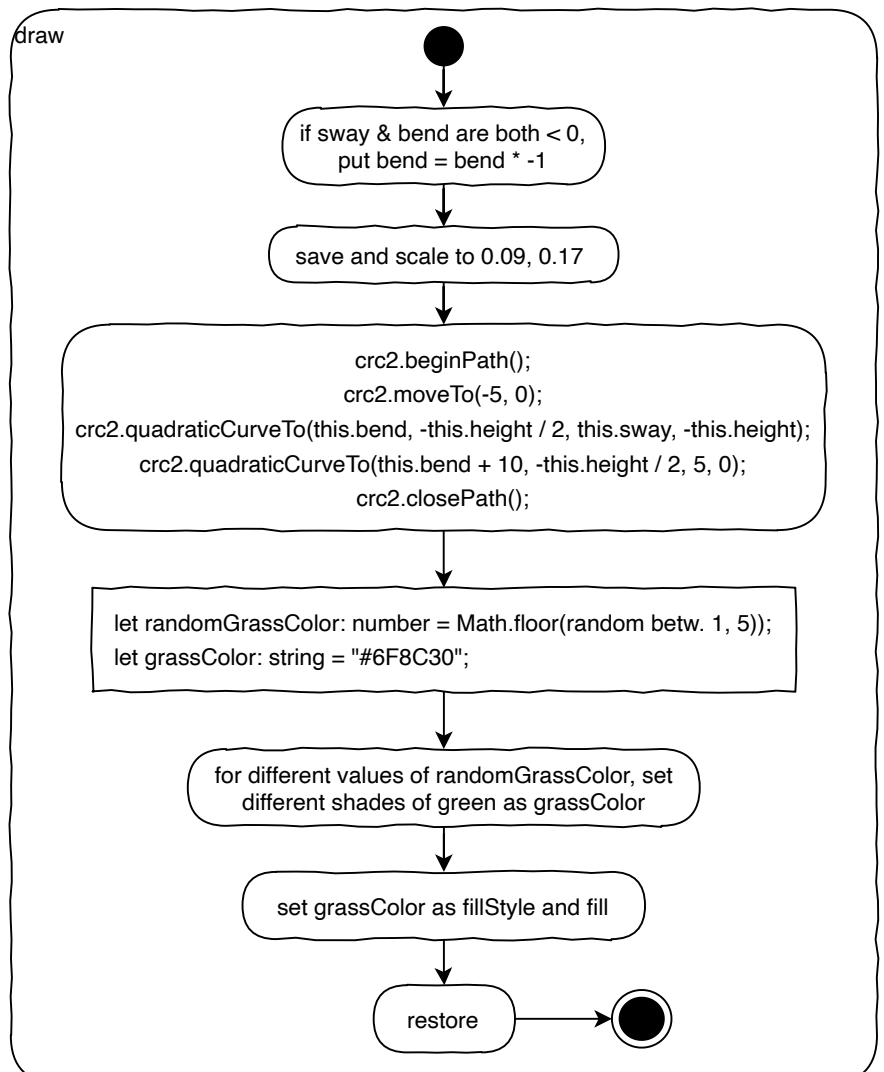 draw
if sway & bend are both < 0,
put bend = bend * -1
save and scale to 0.09, 0.17
crc2.beginPath();
crc2.moveTo(-5, 0);
crc2.quadraticCurveTo(this.bend, -this.height / 2, this.sway, -this.height);
crc2.quadraticCurveTo(this.bend + 10, -this.height / 2, 5, 0);
crc2.closePath();
let randomGrassColor: number = Math.floor(random betw. 1, 5));
let grassColor: string = "#6F8C30";
for different values of randomGrassColor, set
different shades of green as grassColor
set grassColor as fillStyle and fill
restore